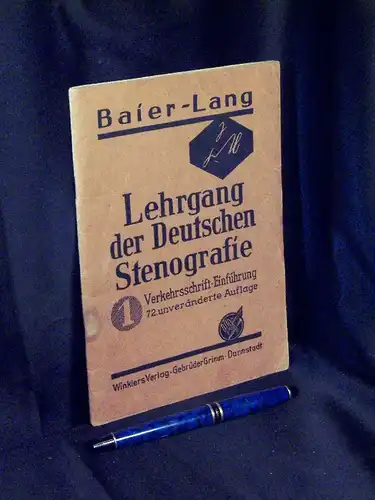 Baier-Lang
Lehrgang
der Deutschen
Stenografie
1 Verkehrsschrift-Einführung
72. unveränderte Auflage
Winklers Verlag · Gebrüder Grimm · Darmstadt